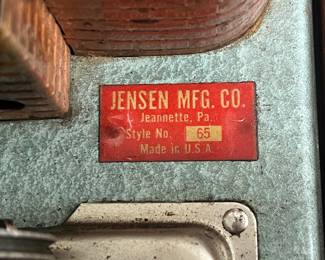 JENSEN MFG. CO.
Jeannette, Pa.
Style No. 65
Made in U.S.A.